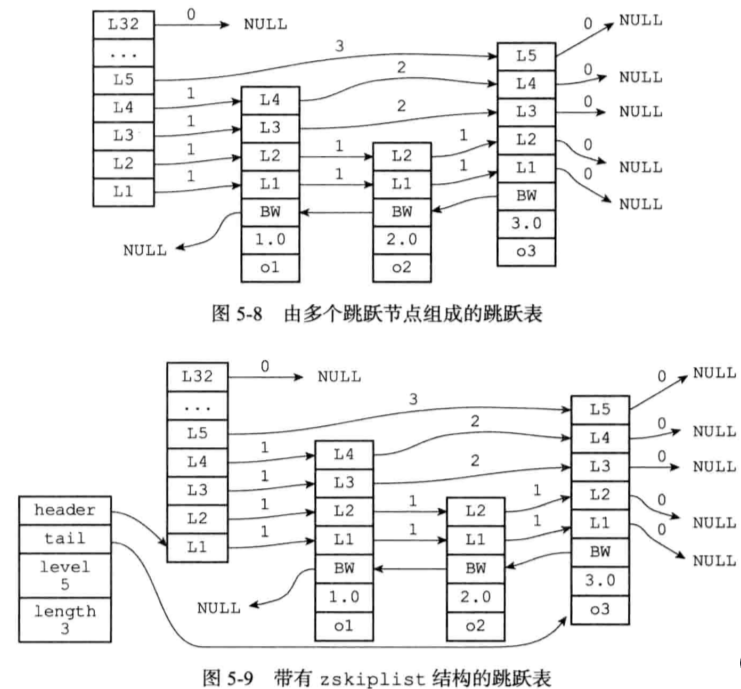 L32 0 NULL
...
L5 3 L5 0 NULL
L4 1 L4 2 L4 0 NULL
L3 1 L3 2 L3 0 NULL
L2 1 L2 1 L2 1 L2 0 NULL
L1 1 L1 1 L1 1 L1 0 NULL
NULL BW BW BW
1.0 2.0 3.0
o1 o2 o3
图 5-8 由多个跳跃节点组成的跳跃表
L32 0 NULL
...
L5 3 L5 0 NULL
L4 1 L4 2 L4 0 NULL
L3 1 L3 2 L3 0 NULL
header L2 1 L2 1 L2 1 L2 0 NULL
tail L1 1 L1 1 L1 1 L1 0 NULL
level
5
length
3
NULL BW BW BW
1.0 2.0 3.0
o1 o2 o3
图 5-9 带有 zskiplist 结构的跳跃表